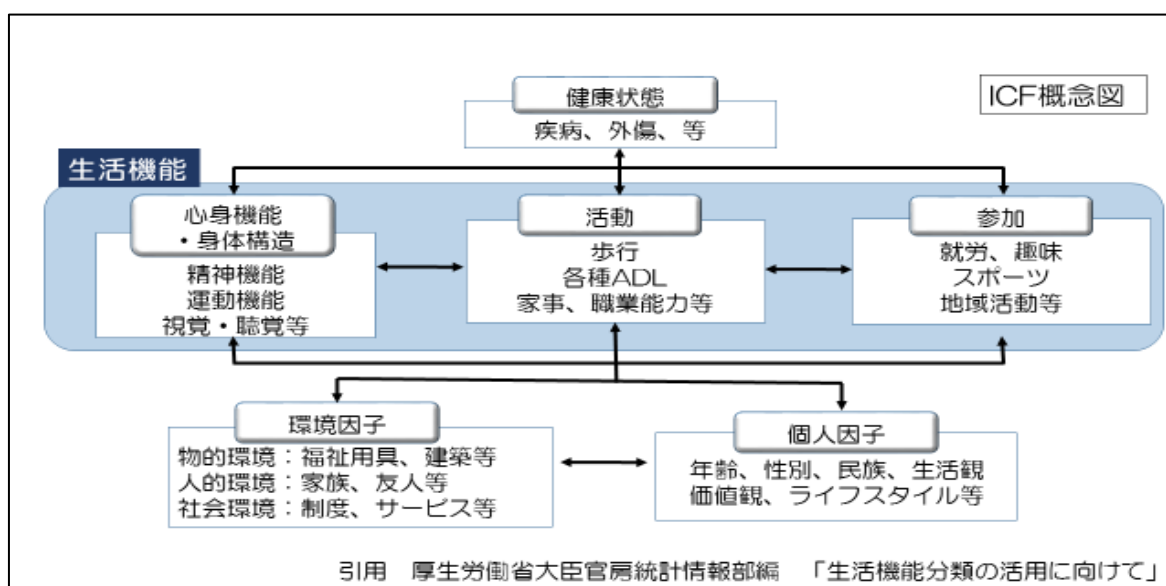 ICF概念図
健康状態
疾病、外傷、等
生活機能
心身機能
・身体構造
精神機能
運動機能
視覚・聴覚等
活動
歩行
各種ADL
家事、職業能力等
参加
就労、趣味
スポーツ
地域活動等
環境因子
物的環境：福祉用具、建築等
人的環境：家族、友人等
社会環境：制度、サービス等
個人因子
年齢、性別、民族、生活観
価値観、ライフスタイル等
引用　厚生労働省大臣官房統計情報部編　「生活機能分類の活用に向けて」